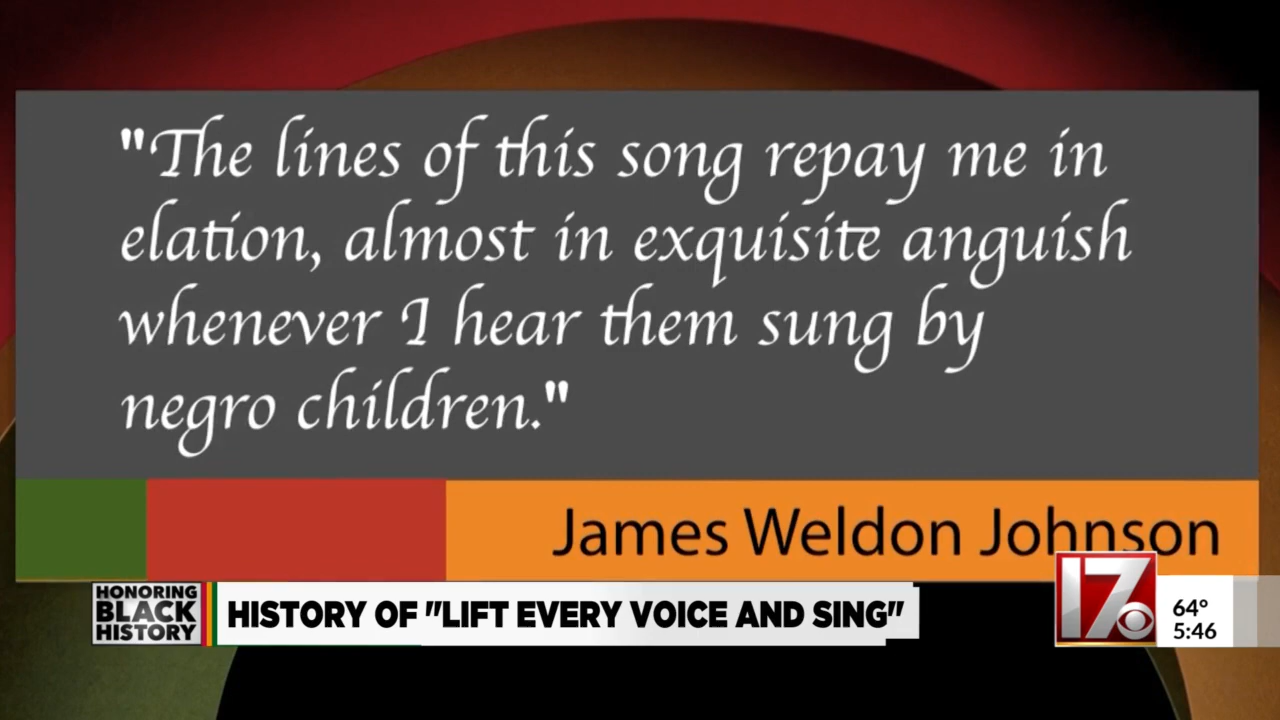 "The lines of this song repay me in
elation, almost in exquisite anguish
whenever I hear them sung by
negro children."
James Weldon Johnson
HONORING
BLACK
HISTORY
HISTORY OF "LIFT EVERY VOICE AND SING"
17
64°
5:46